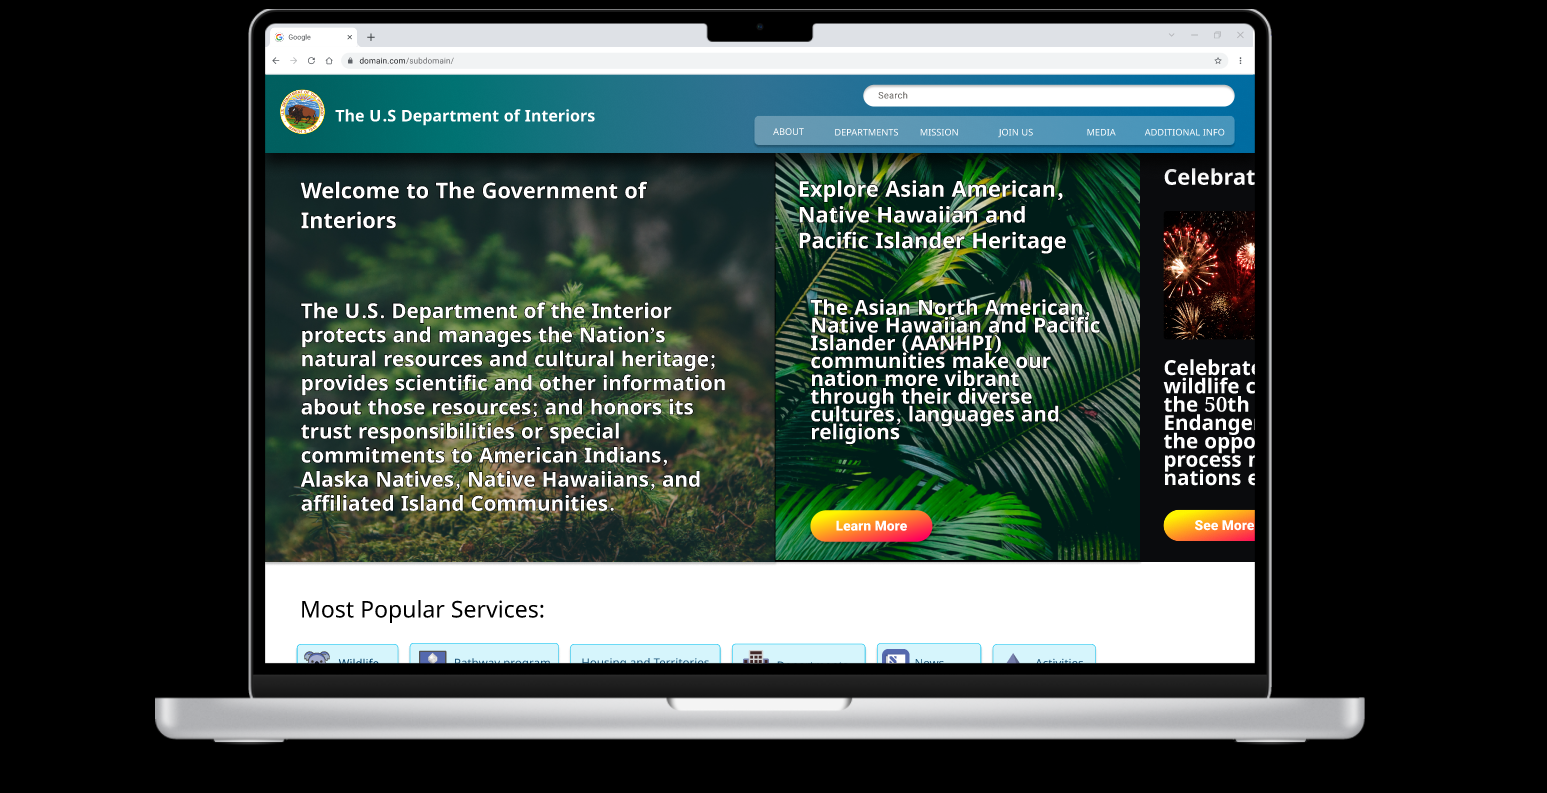 Google
domain.com/subdomain/
The U.S Department of Interiors
Search
ABOUT DEPARTMENTS MISSION JOIN US MEDIA ADDITIONAL INFO
Welcome to The Government of
Interiors
The U.S. Department of the Interior
protects and manages the Nation’s
natural resources and cultural heritage;
provides scientific and other information
about those resources; and honors its
trust responsibilities or special
commitments to American Indians,
Alaska Natives, Native Hawaiians, and
affiliated Island Communities.
Explore Asian American,
Native Hawaiian and
Pacific Islander Heritage
The Asian North American,
Native Hawaiian and Pacific
Islander (AANHPI)
communities make our
nation more vibrant
through their diverse
cultures, languages and
religions
Learn More
Celebrat
Celebrate
wildlife c
the 50th
Endanger
the oppo
process
nations e
See More
Most Popular Services:
Wildlife
Pathway program
Housing and Territories
News
Activities